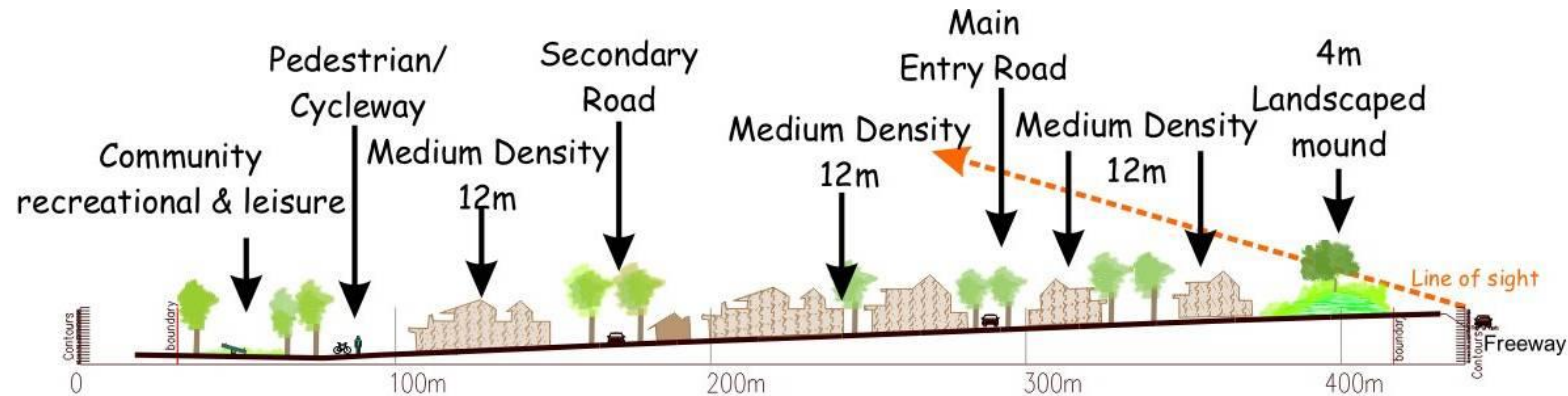 Main
Entry Road
4m
Landscaped
mound
Pedestrian/
Cycleway
Secondary
Road
Community
recreational & leisure
Medium Density
12m
Medium Density
12m
Medium Density
12m
Line of sight
Contours
boundary
boundary
Contours
Freeway
0
100m
200m
300m
400m